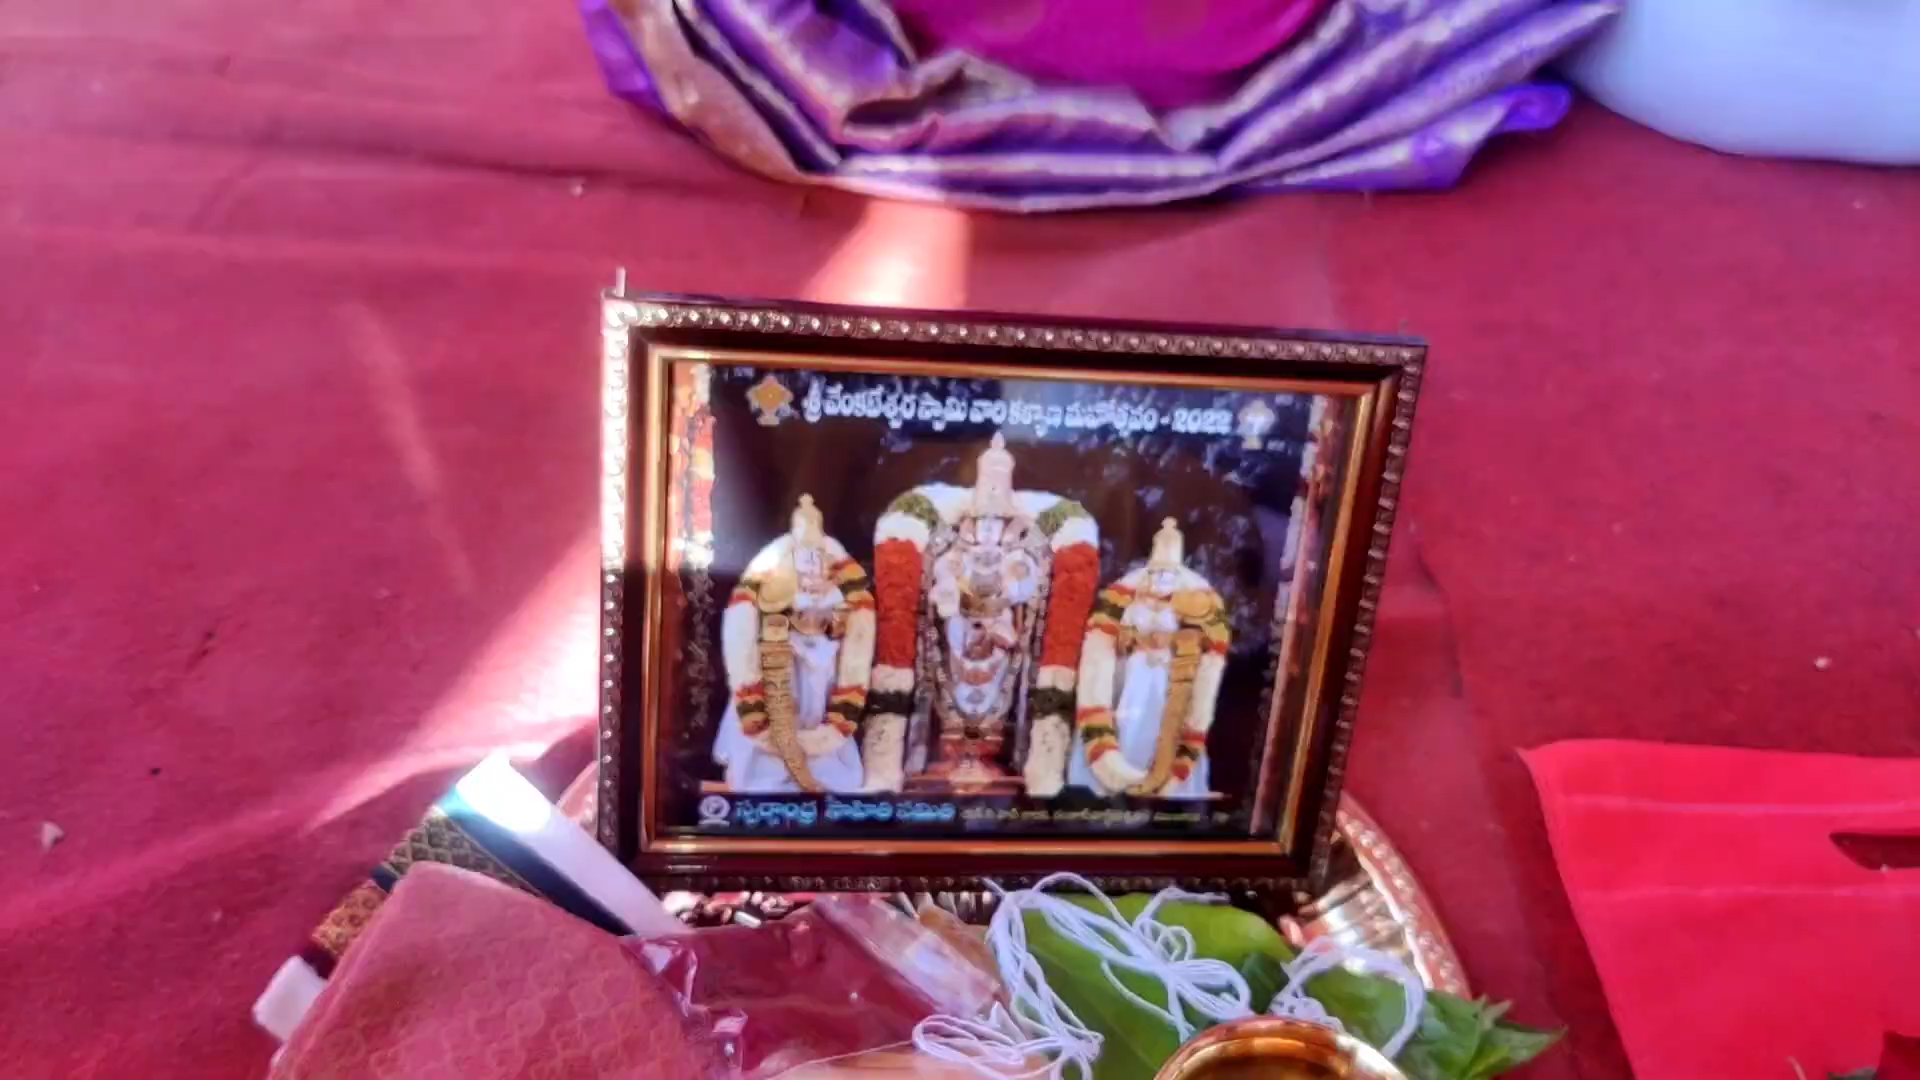 శ్రీ వేంకటేశ్వర స్వామి వారి కళ్యాణ మహోత్సవం - 2022
స్వర్ణాంధ్ర సాహితి సమితి